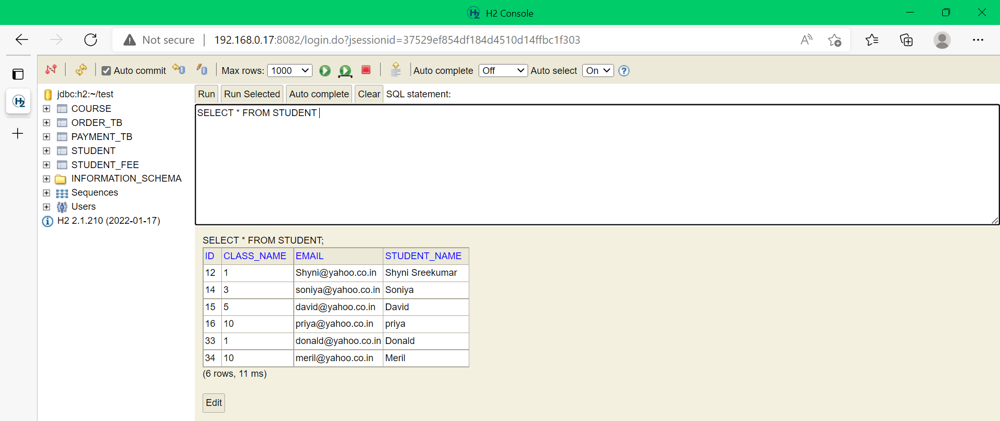 H2 Console
Not secure 192.168.0.17:8082/login.do?jsessionid=37529ef854df184d4510d14ffbc1f303
Auto commit Max rows: 1000 Auto complete Off Auto select On ?
jdbc:h2:~/test
COURSE
ORDER_TB
PAYMENT_TB
STUDENT
STUDENT_FEE
INFORMATION_SCHEMA
Sequences
Users
H2 2.1.210 (2022-01-17)
Run Run Selected Auto complete Clear SQL statement:
SELECT * FROM STUDENT
SELECT * FROM STUDENT;
ID CLASS_NAME EMAIL STUDENT_NAME
12 1 Shyni@yahoo.co.in Shyni Sreekumar
14 3 soniya@yahoo.co.in Soniya
15 5 david@yahoo.co.in David
16 10 priya@yahoo.co.in priya
33 1 donald@yahoo.co.in Donald
34 10 meril@yahoo.co.in Meril
(6 rows, 11 ms)
Edit